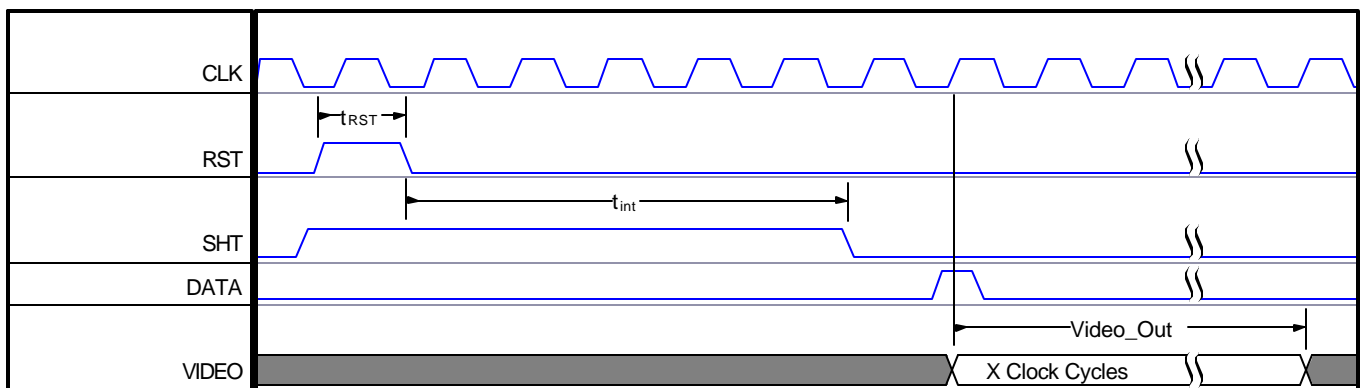 CLK
tRST
RST
tint
SHT
DATA
Video_Out
VIDEO
X Clock Cycles